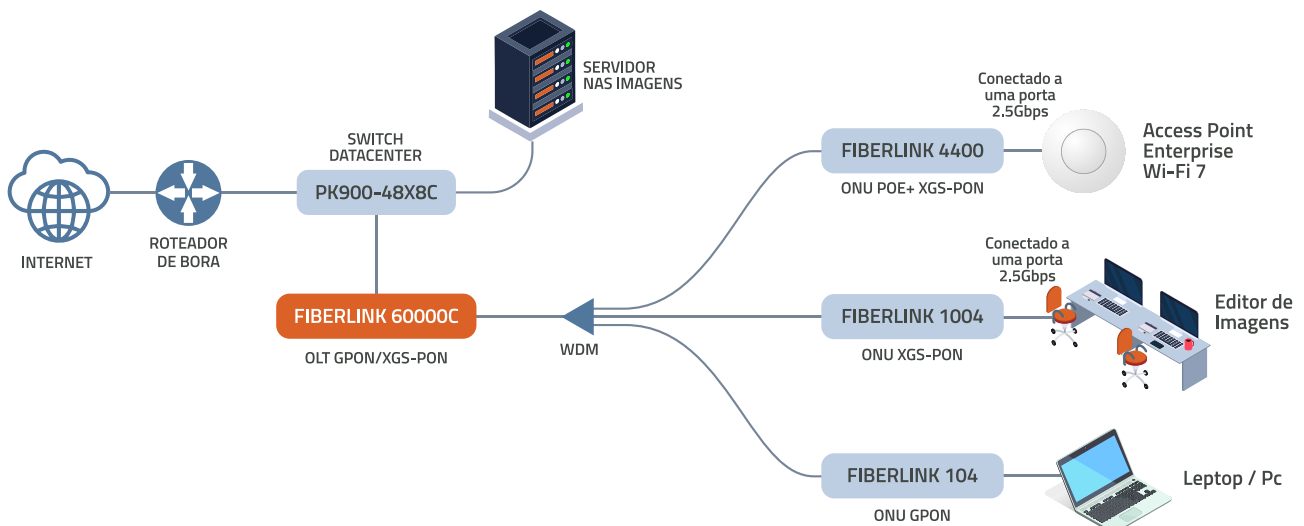 SERVIDOR
NAS IMAGENS
SWITCH
DATACENTER
PK900-48X8C
INTERNET
ROTEADOR
DE BORA
FIBERLINK 60000C
OLT GPON/XGS-PON
WDM
Conectado a
uma porta
2.5Gbps
FIBERLINK 4400
ONU POE+ XGS-PON
Access Point
Enterprise
Wi-Fi 7
Conectado a
uma porta
2.5Gbps
FIBERLINK 1004
ONU XGS-PON
Editor de
Imagens
FIBERLINK 104
ONU GPON
Leptop / Pc